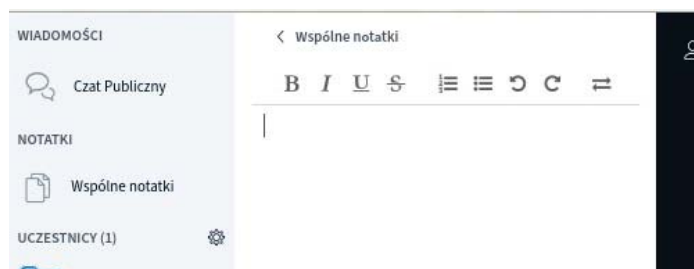 WIADOMOŚCI
Czat Publiczny
NOTATKI
Wspólne notatki
UCZESTNICY (1)
Wspólne notatki
B I U S